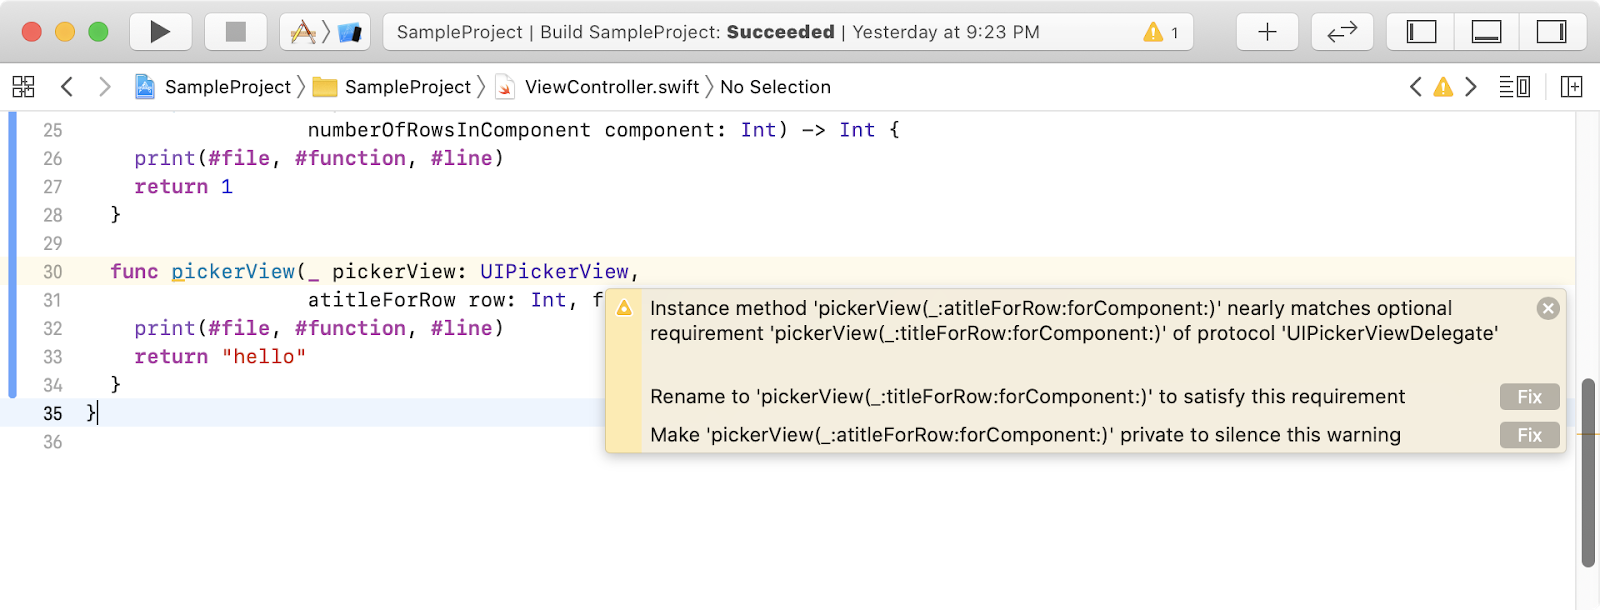 SampleProject | Build SampleProject: Succeeded | Yesterday at 9:23 PM 1
SampleProject SampleProject ViewController.swift No Selection
25 numberOfRowsInComponent component: Int) -> Int {
26 print(#file, #function, #line)
27 return 1
28 }
29
30 func pickerView(_ pickerView: UIPickerView,
31 atitleForRow row: Int, f
32 print(#file, #function, #line)
33 return "hello"
34 }
35 }
36
Instance method 'pickerView(_:atitleForRow:forComponent:)' nearly matches optional
requirement 'pickerView(_:titleForRow:forComponent:)' of protocol 'UIPickerViewDelegate'
Rename to 'pickerView(_:titleForRow:forComponent:)' to satisfy this requirement Fix
Make 'pickerView(_:atitleForRow:forComponent:)' private to silence this warning Fix